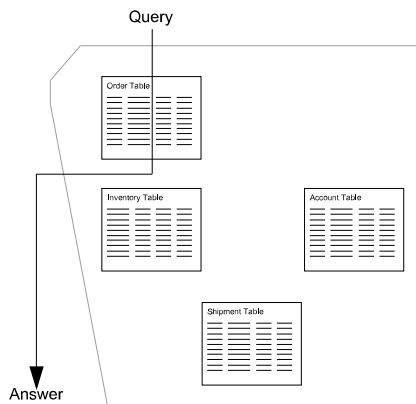 Query
Order Table
Inventory Table
Account Table
Shipment Table
Answer